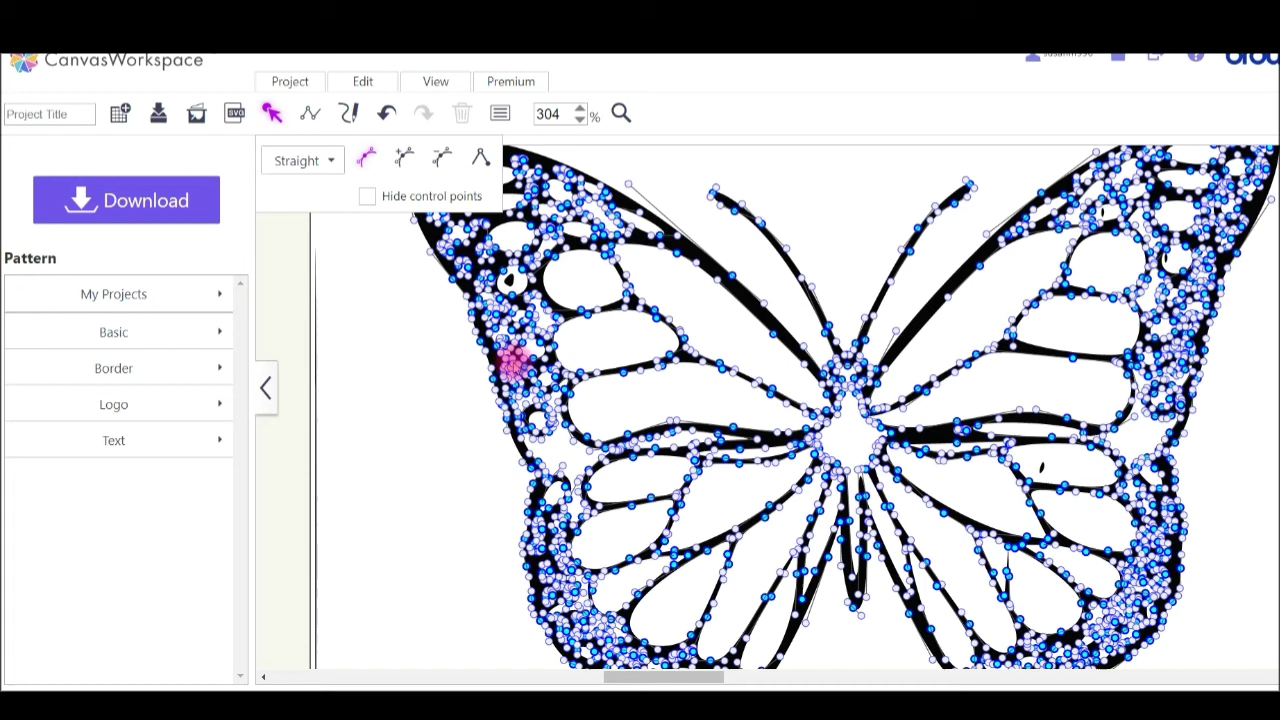 CanvasWorkspace
Project
Edit
View
Premium
Project Title
SVG
304 %
Straight
Hide control points
Download
Pattern
My Projects
Basic
Border
Logo
Text